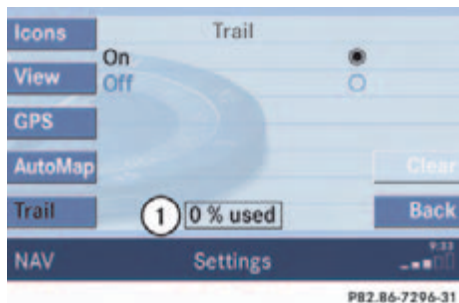 Icons
Trail
On
View
Off
GPS
AutoMap
Clear
Trail
1
0 % used
Back
NAV
Settings
9:33
P82.86-7296-31